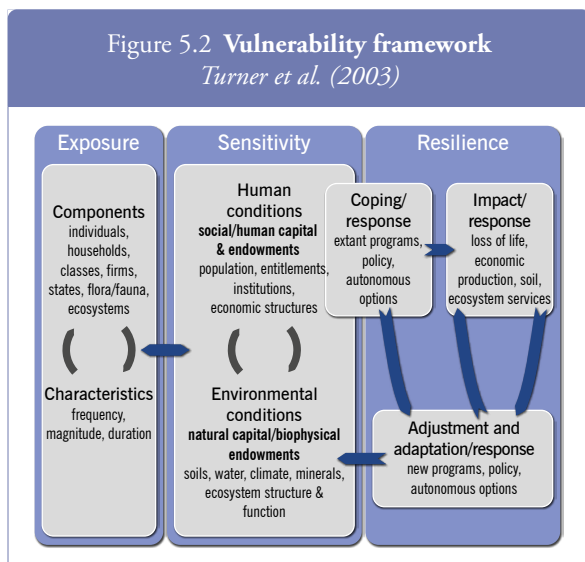 Figure 5.2 Vulnerability framework
Turner et al. (2003)
Exposure
Components
individuals,
households,
classes, firms,
states, flora/fauna,
ecosystems
Characteristics
frequency,
magnitude, duration
Sensitivity
Human
conditions
social/human capital
& endowments
population, entitlements,
institutions,
economic structures
Environmental
conditions
natural capital/biophysical
endowments
soils, water, climate, minerals,
ecosystem structure &
function
Resilience
Coping/
response
extant programs,
policy,
autonomous
options
Impact/
response
loss of life,
economic
production, soil,
ecosystem services
Adjustment and
adaptation/response
new programs, policy,
autonomous options